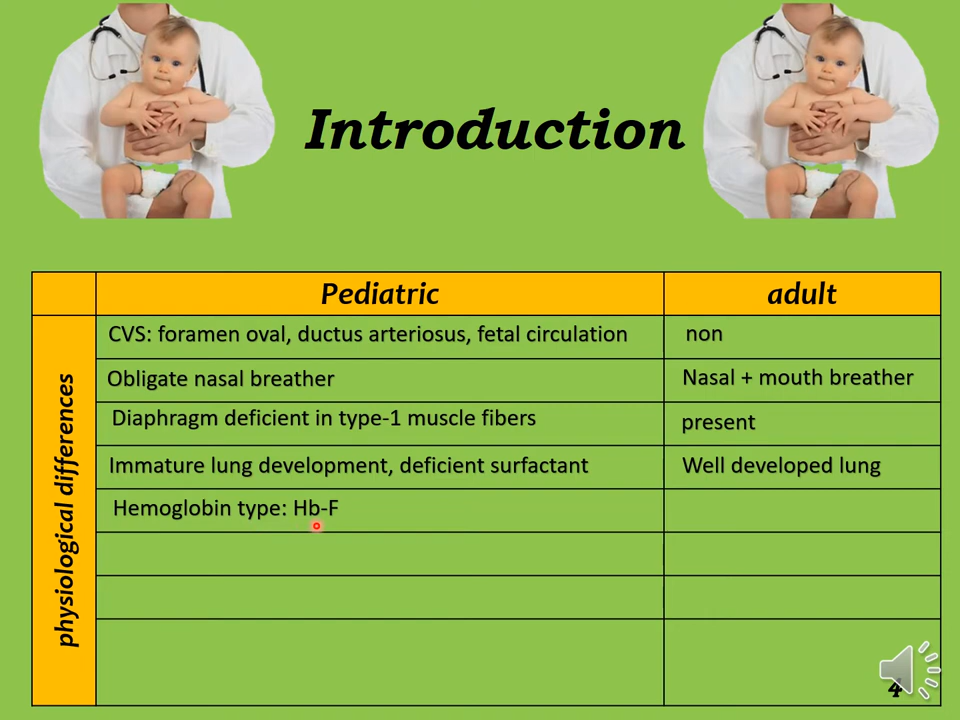 Introduction
Pediatric adult
physiological differences
CVS: foramen oval, ductus arteriosus, fetal circulation non
Obligate nasal breather Nasal + mouth breather
Diaphragm deficient in type-1 muscle fibers present
Immature lung development, deficient surfactant Well developed lung
Hemoglobin type: Hb-F
4